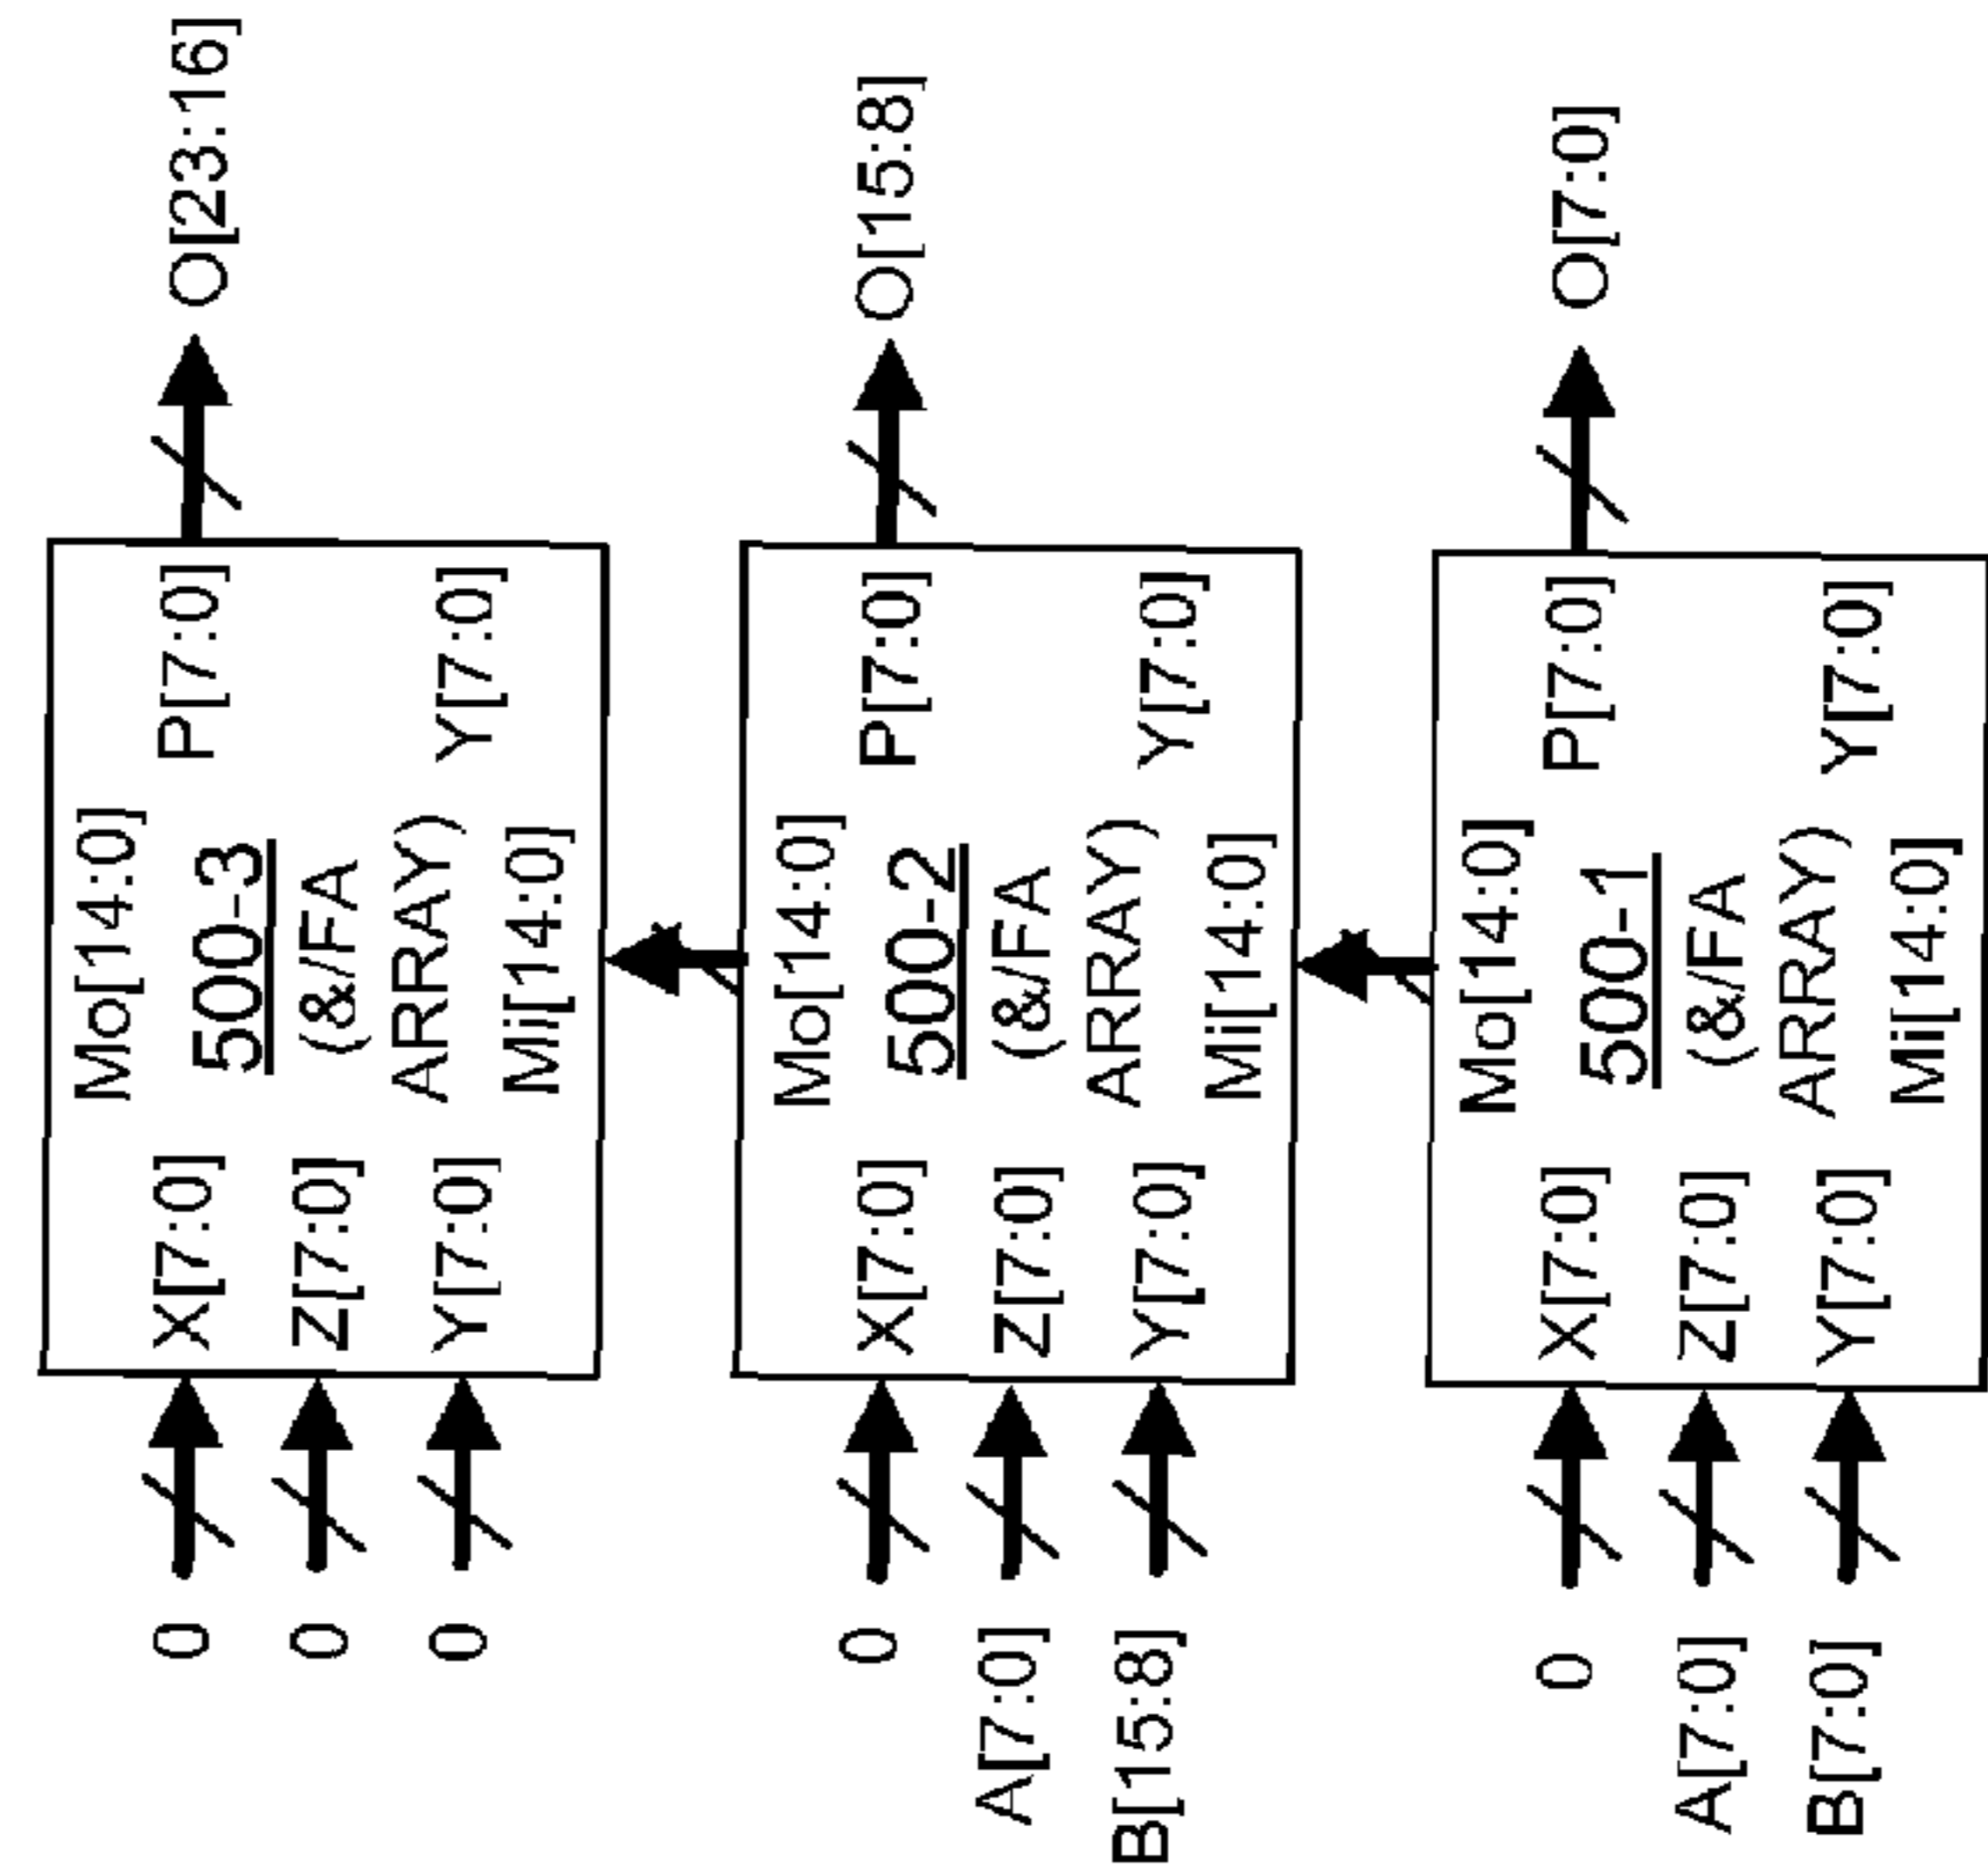 Mo[14:0]
0 X[7:0] 500-3 P[7:0] O[23:16]
0 Z[7:0] (&/FA
ARRAY)
0 Y[7:0] Y[7:0]
Mi[14:0]
Mo[14:0]
0 X[7:0] 500-2 P[7:0] O[15:8]
A[7:0] Z[7:0] (&/FA
ARRAY)
B[15:8] Y[7:0] Y[7:0]
Mi[14:0]
Mo[14:0]
0 X[7:0] 500-1 P[7:0] O[7:0]
A[7:0] Z[7:0] (&/FA
ARRAY)
B[7:0] Y[7:0] Y[7:0]
Mi[14:0]